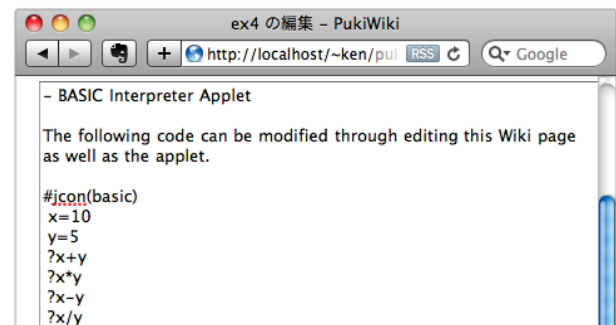 ex4 の編集 – PukiWiki
http://localhost/~ken/pul RSS Google
– BASIC Interpreter Applet
The following code can be modified through editing this Wiki page
as well as the applet.
#jcon(basic)
x=10
y=5
?x+y
?x*y
?x–y
?x/y